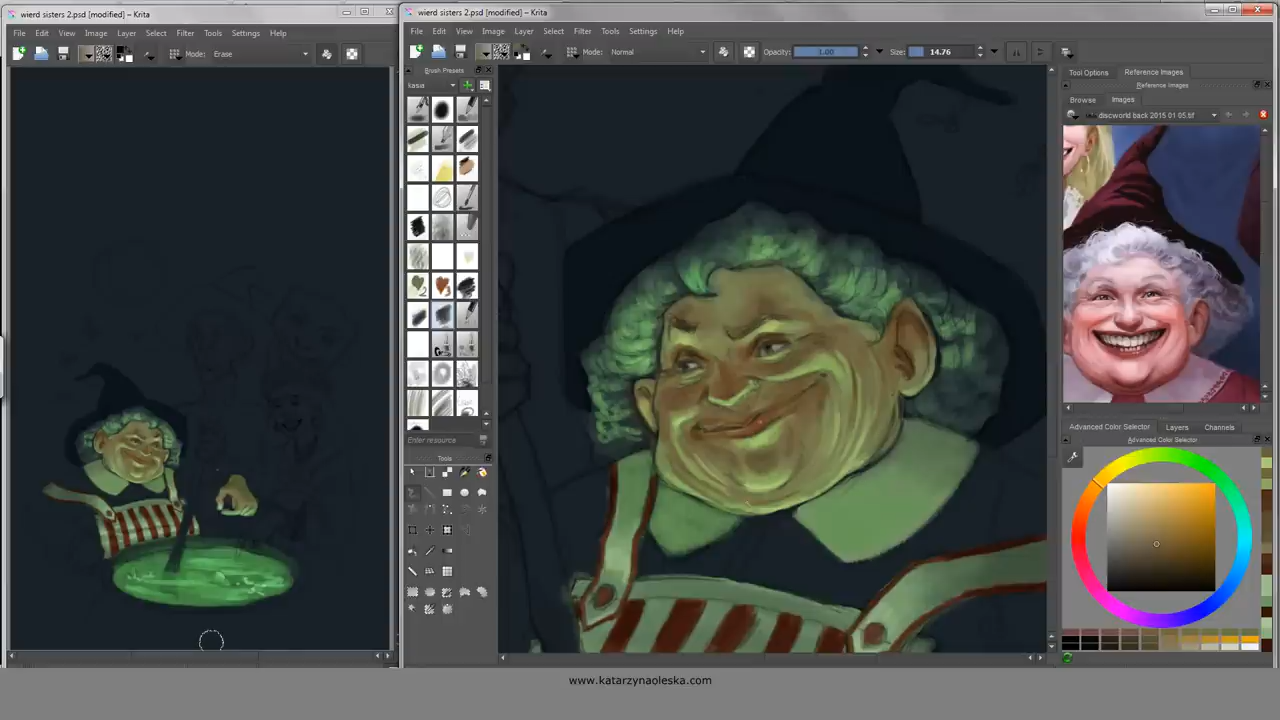 wierd sisters 2.psd [modified] - Krita
File Edit View Image Layer Select Filter Tools Settings Help
Mode: Erase
wierd sisters 2.psd [modified] - Krita
File Edit View Image Layer Select Filter Tools Settings Help
Mode: Normal Opacity: 1.00 Size: 14.76
Brush Presets
kasia
Enter resource
Tools
Tool Options Reference Images
Reference Images
Browse Images
discworld back 2015 01 05.tif
Advanced Color Selector Layers Channels
Advanced Color Selector
www.katarzynaoleska.com